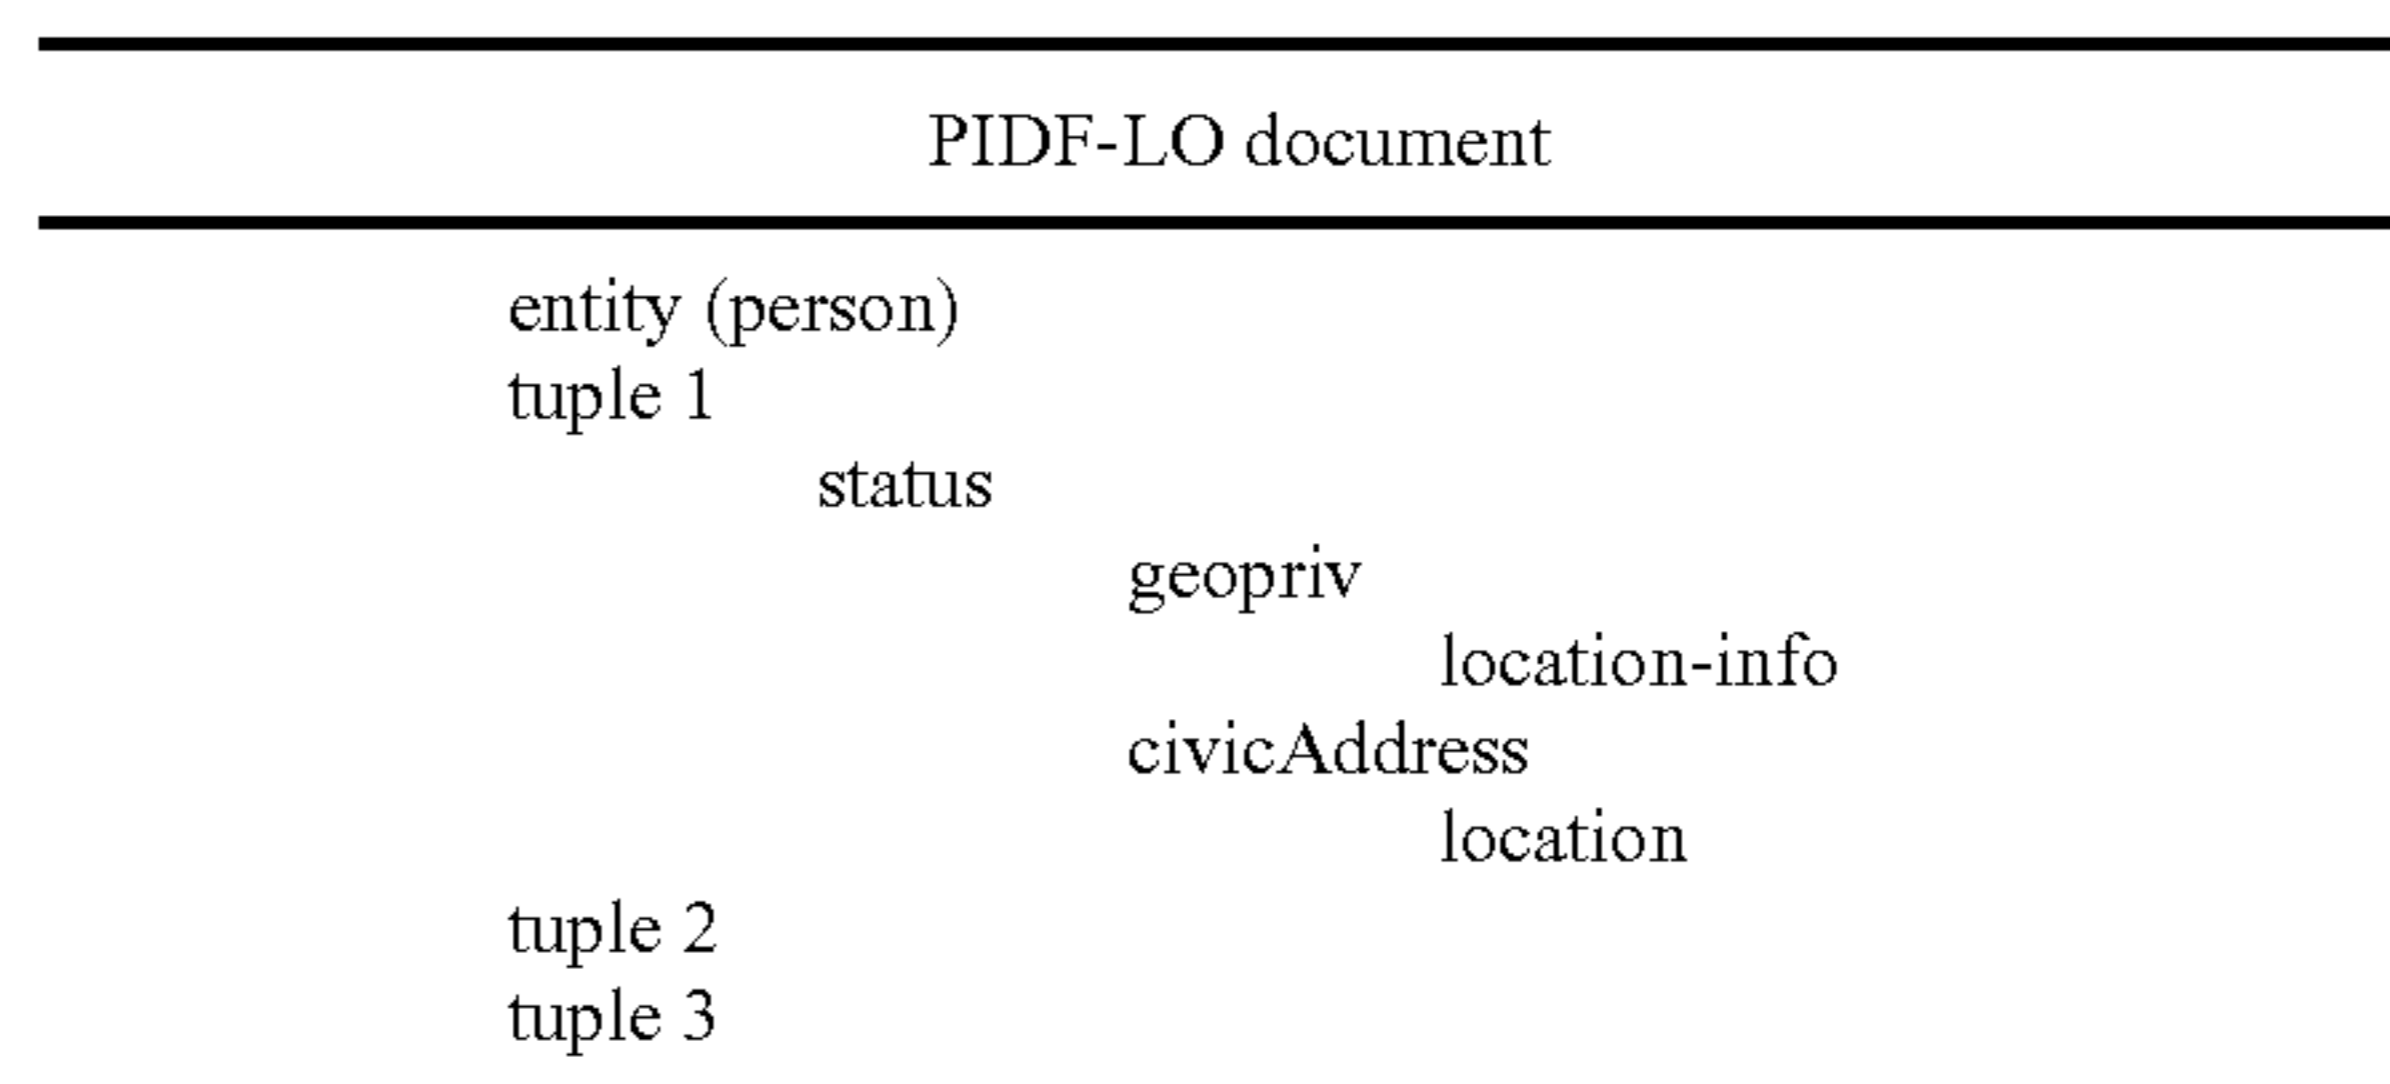 PIDF-LO document
entity (person)
tuple 1
status
geopriv
location-info
civicAddress
location
tuple 2
tuple 3